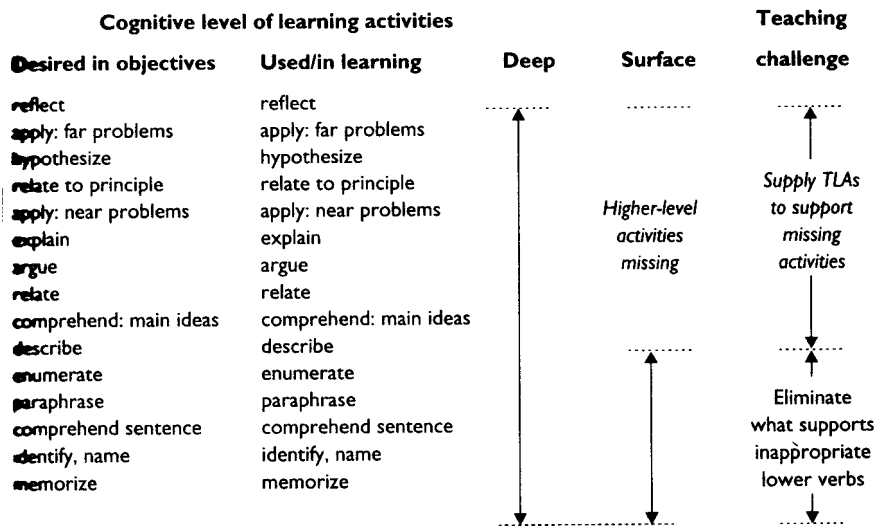 Cognitive level of learning activities Teaching
Desired in objectives Used/in learning Deep Surface challenge
reflect reflect
apply: far problems apply: far problems
hypothesize hypothesize
relate to principle relate to principle Supply TLAs
apply: near problems apply: near problems Higher-level to support
explain explain activities missing
argue argue missing activities
relate relate
comprehend: main ideas comprehend: main ideas
describe describe
enumerate enumerate
paraphrase paraphrase Eliminate
comprehend sentence comprehend sentence what supports
identify, name identify, name inappropriate
memorize memorize lower verbs